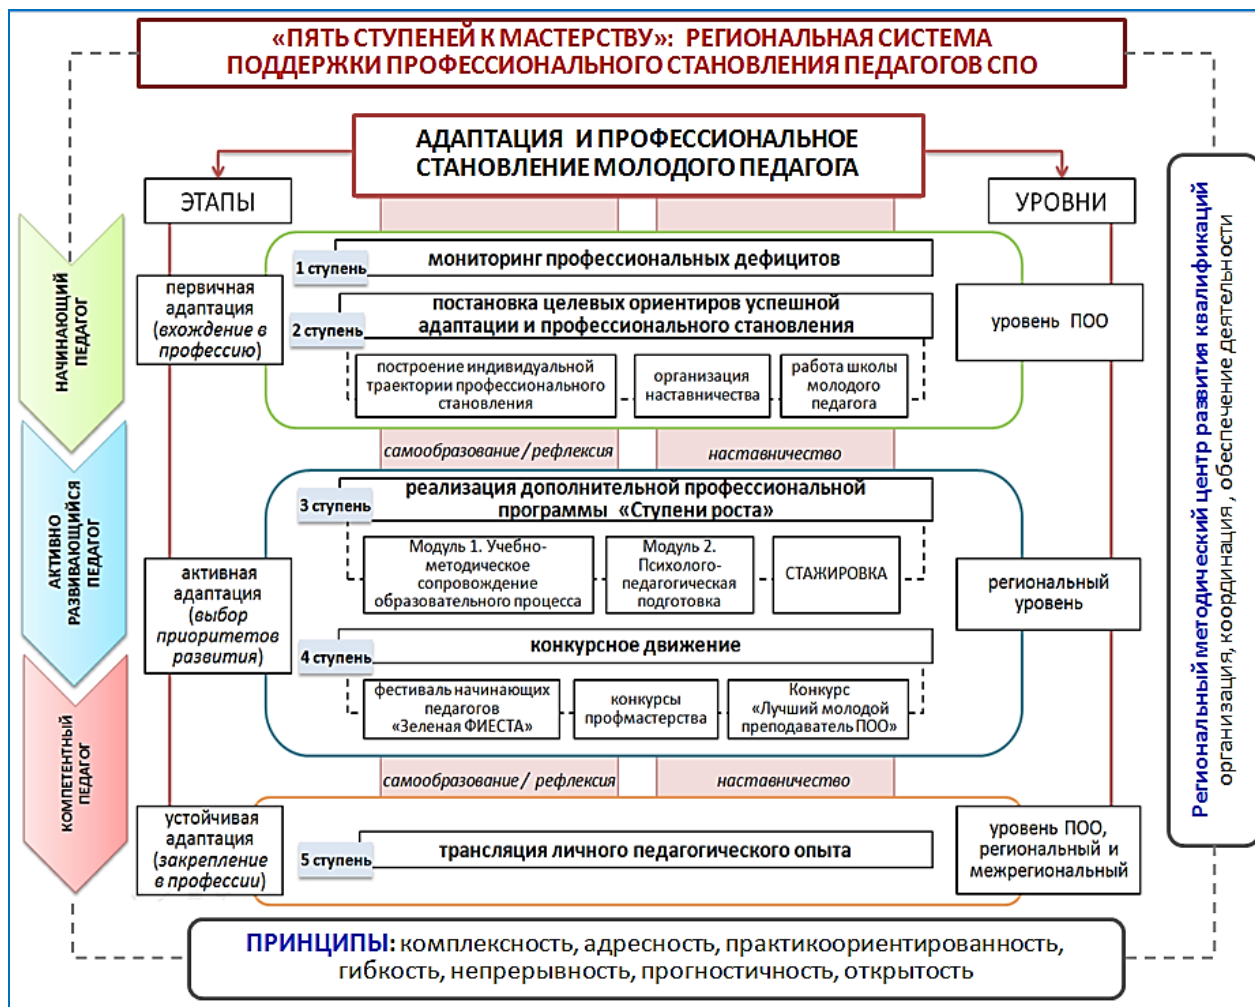 «ПЯТЬ СТУПЕНЕЙ К МАСТЕРСТВУ»: РЕГИОНАЛЬНАЯ СИСТЕМА
ПОДДЕРЖКИ ПРОФЕССИОНАЛЬНОГО СТАНОВЛЕНИЯ ПЕДАГОГОВ СПО
АДАПТАЦИЯ И ПРОФЕССИОНАЛЬНОЕ
СТАНОВЛЕНИЕ МОЛОДОГО ПЕДАГОГА
ЭТАПЫ
УРОВНИ
НАЧИНАЮЩИЙ
ПЕДАГОГ
первичная
адаптация
(вхождение в
профессию)
1 ступень
мониторинг профессиональных дефицитов
2 ступень
постановка целевых ориентиров успешной
адаптации и профессионального становления
построение индивидуальной
траектории профессионального
становления
организация
наставничества
работа школы
молодого
педагога
уровень ПОО
самообразование / рефлексия
наставничество
АКТИВНО
РАЗВИВАЮЩИЙСЯ
ПЕДАГОГ
активная
адаптация
(выбор
приоритетов
развития)
3 ступень
реализация дополнительной профессиональной
программы «Ступени роста»
Модуль 1. Учебно-
методическое
сопровождение
образовательного процесса
Модуль 2.
Психолого-
педагогическая
подготовка
СТАЖИРОВКА
4 ступень
конкурсное движение
фестиваль начинающих
педагогов
«Зеленая ФИЕСТА»
конкурсы
профмастерства
Конкурс
«Лучший молодой
преподаватель ПОО»
региональный
уровень
самообразование / рефлексия
наставничество
КОМПЕТЕНТНЫЙ
ПЕДАГОГ
устойчивая
адаптация
(закрепление
в профессии)
5 ступень
трансляция личного педагогического опыта
уровень ПОО,
региональный и
межрегиональный
Региональный методический центр развития квалификаций
организация, координация , обеспечение деятельности
ПРИНЦИПЫ: комплексность, адресность, практикоориентированность,
гибкость, непрерывность, прогностичность, открытость